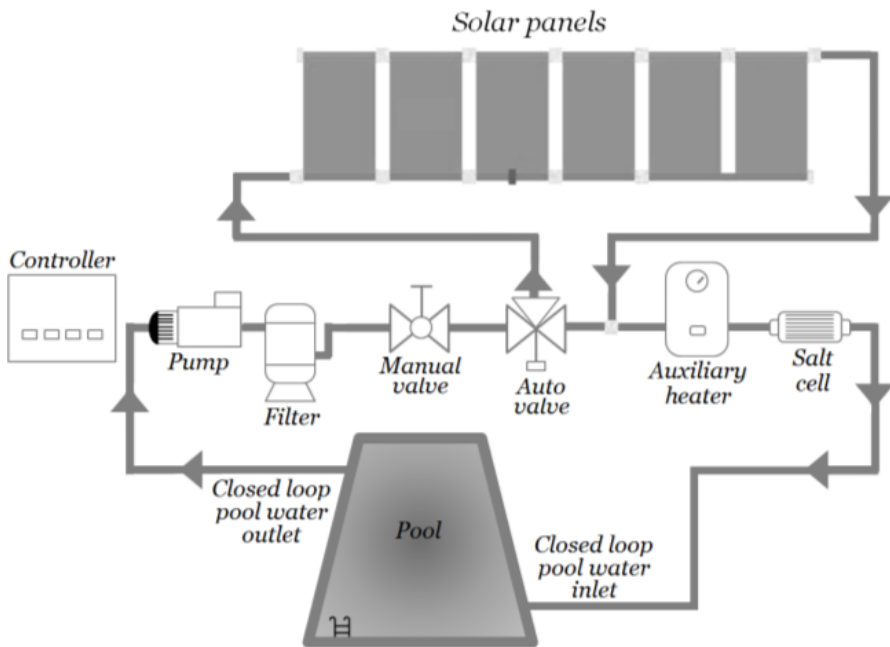 Solar panels
Controller
Pump
Filter
Manual
valve
Auto
valve
Auxiliary
heater
Salt
cell
Closed loop
pool water
outlet
Pool
Closed loop
pool water
inlet